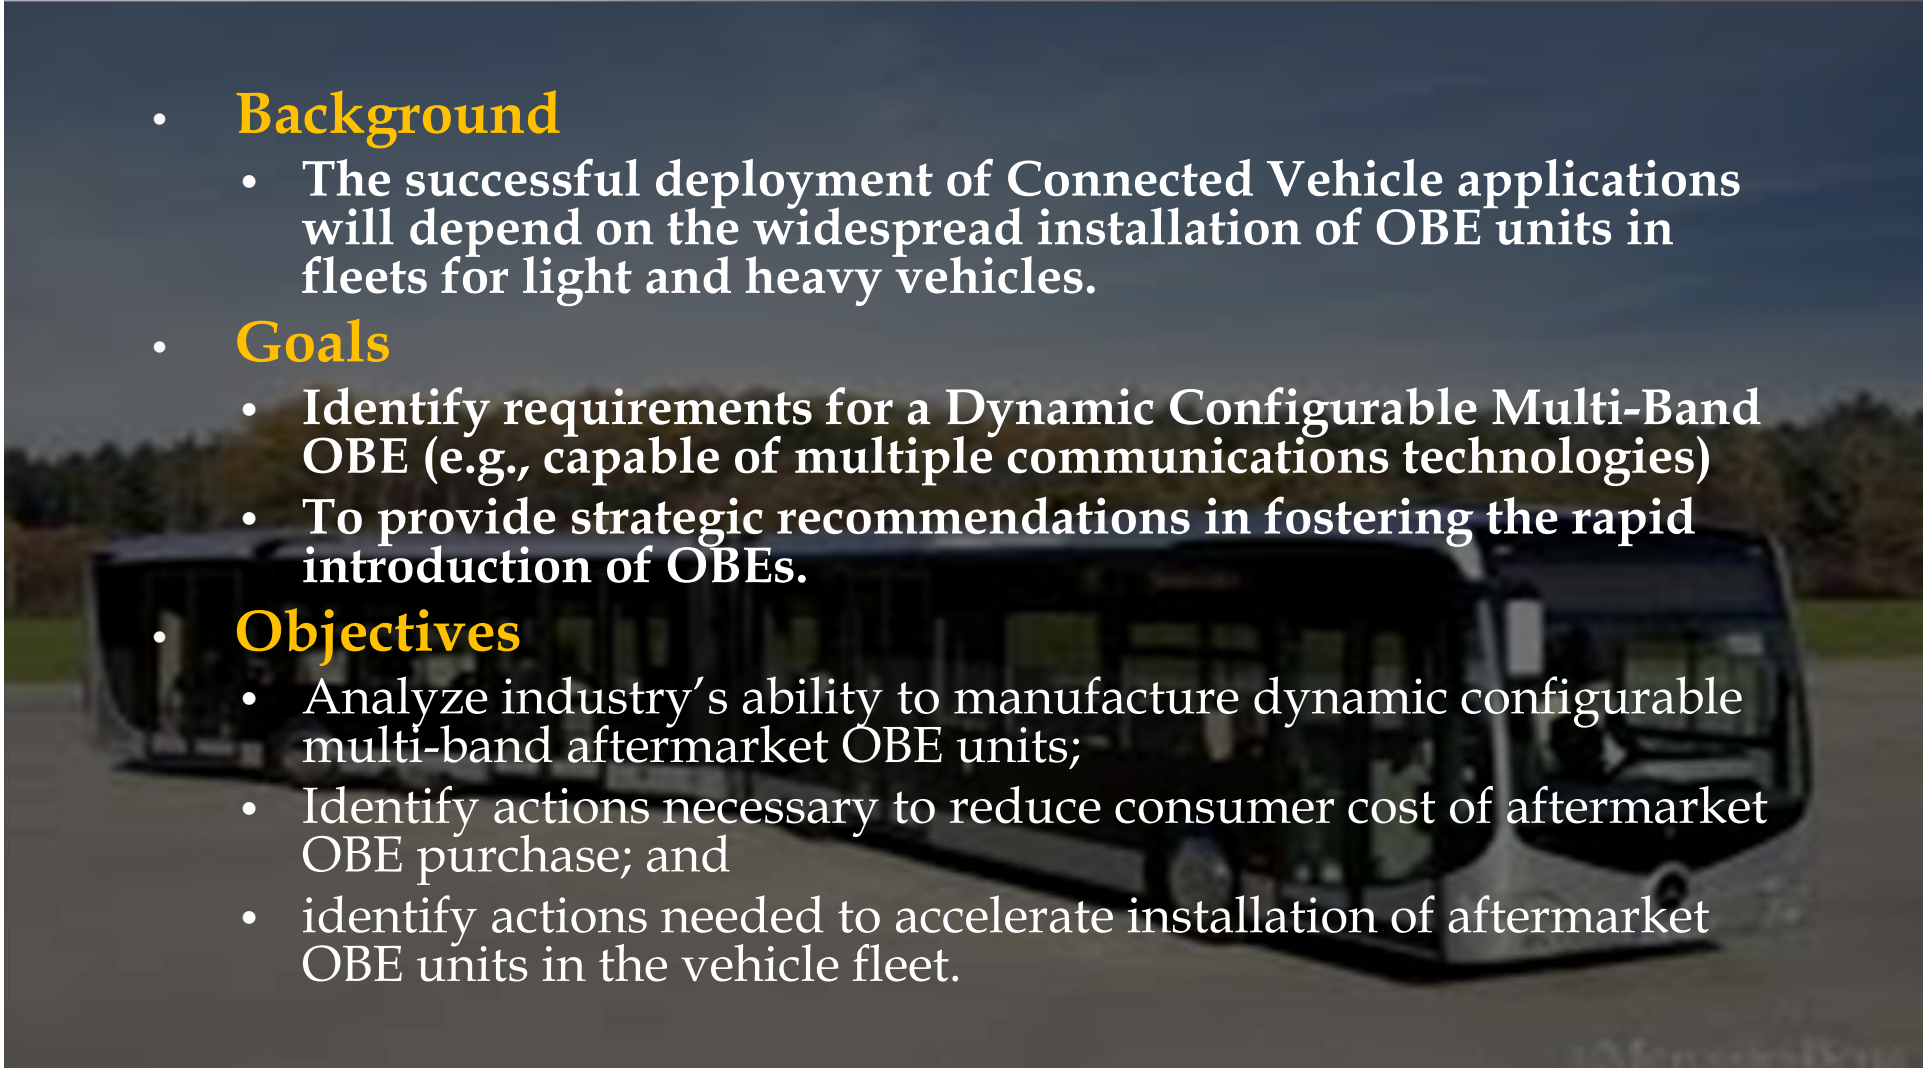 • Background
• The successful deployment of Connected Vehicle applications
will depend on the widespread installation of OBE units in
fleets for light and heavy vehicles.
• Goals
• Identify requirements for a Dynamic Configurable Multi-Band
OBE (e.g., capable of multiple communications technologies)
• To provide strategic recommendations in fostering the rapid
introduction of OBEs.
• Objectives
• Analyze industry’s ability to manufacture dynamic configurable
multi-band aftermarket OBE units;
• Identify actions necessary to reduce consumer cost of aftermarket
OBE purchase; and
• identify actions needed to accelerate installation of aftermarket
OBE units in the vehicle fleet.